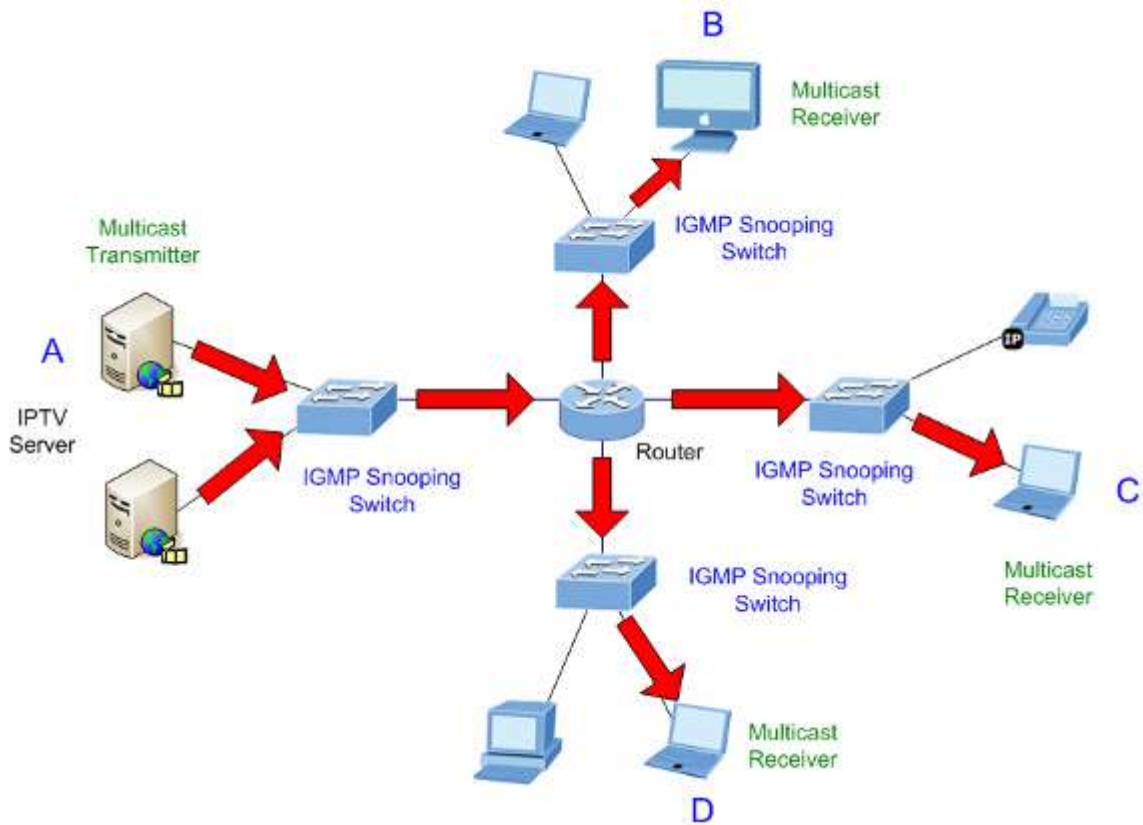 B
Multicast
Receiver
IGMP Snooping
Switch
Multicast
Transmitter
A
IPTV
Server
IGMP Snooping
Switch
Router
IP
IGMP Snooping
Switch
C
Multicast
Receiver
IGMP Snooping
Switch
Multicast
Receiver
D